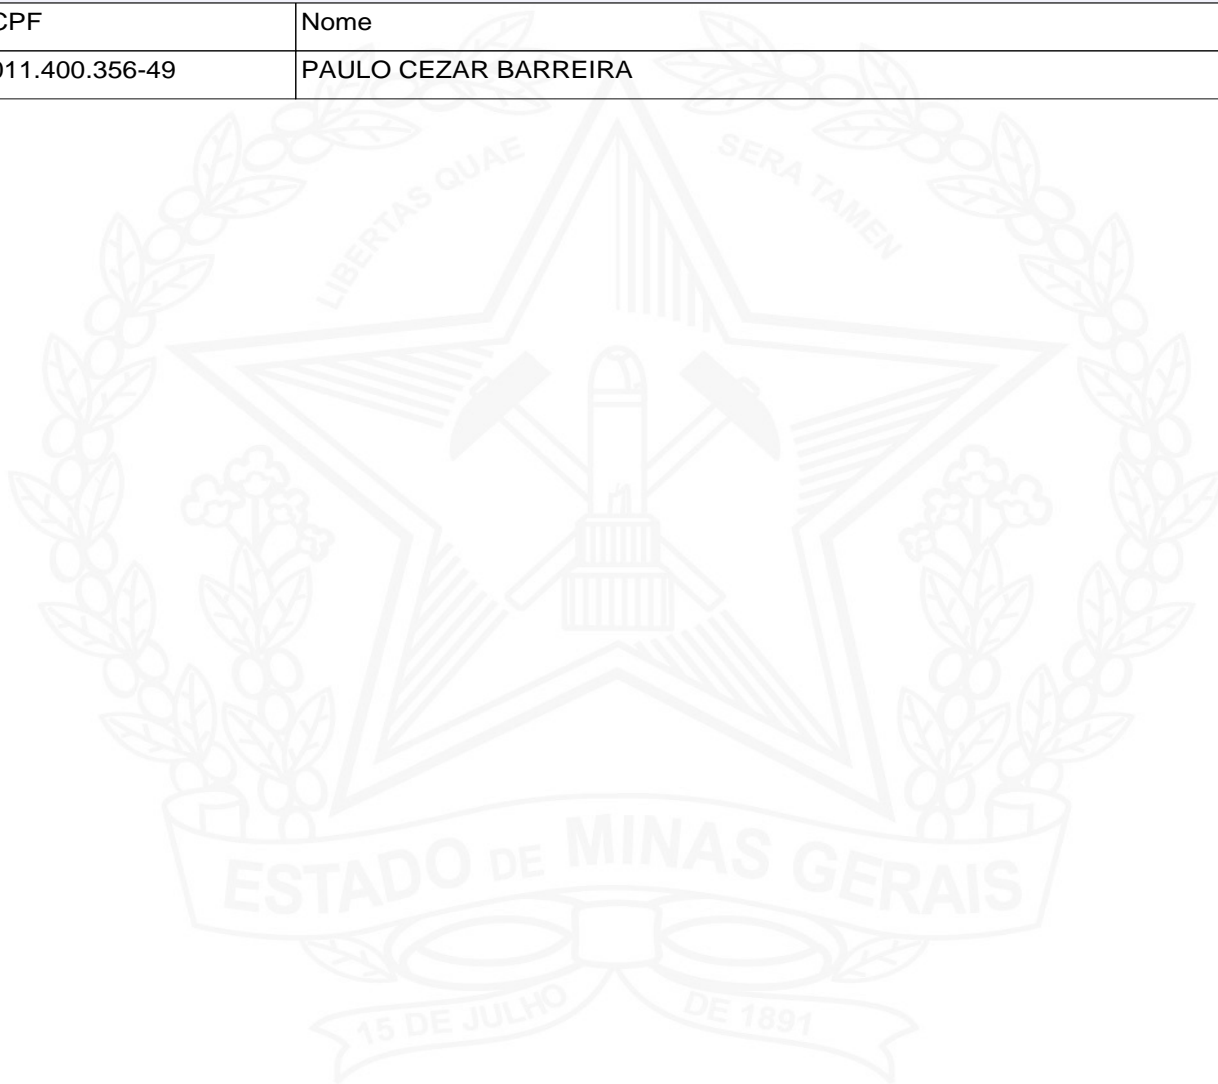 CPF Nome
011.400.356-49 PAULO CEZAR BARREIRA
LIBERTAS QUAE SERA TAMEN
ESTADO DE MINAS GERAIS
15 DE JULHO DE 1891